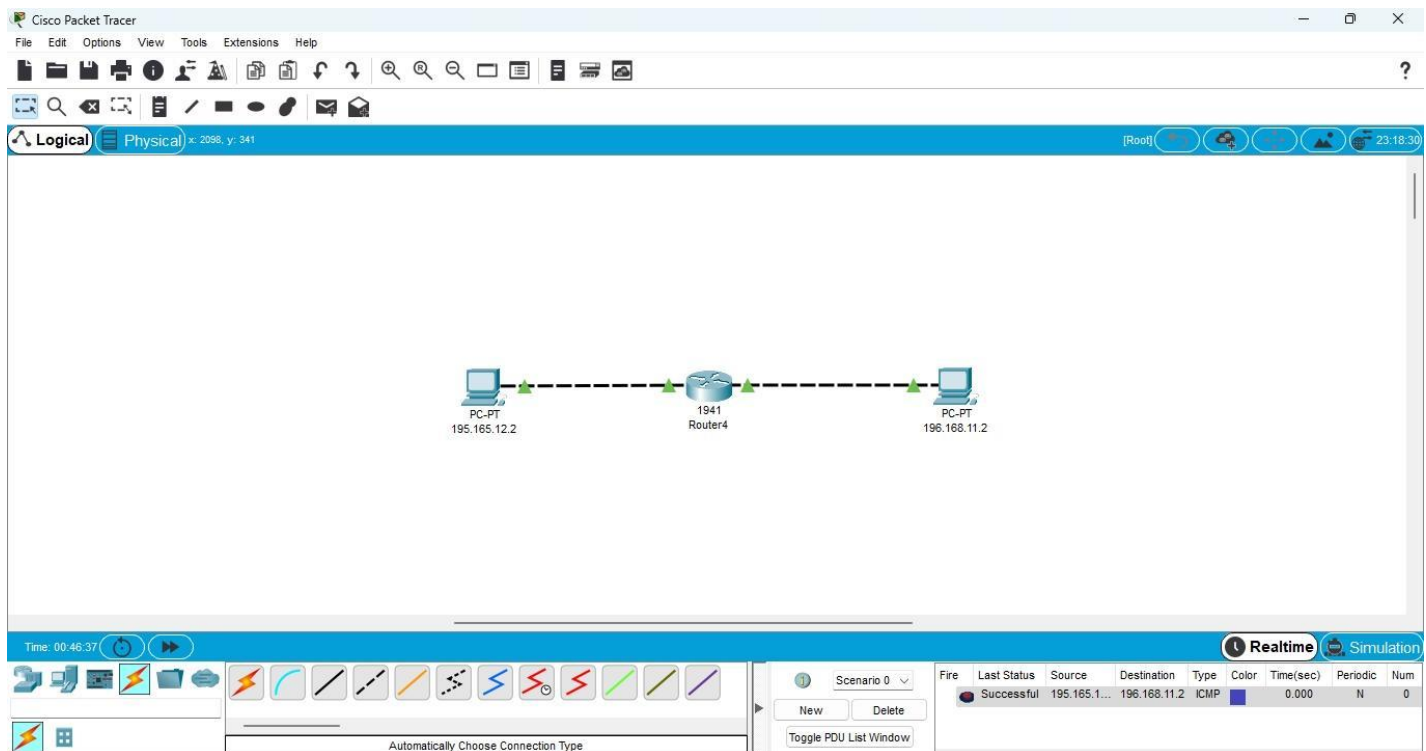 Cisco Packet Tracer
File Edit Options View Tools Extensions Help
?
Logical Physical x: 2098, y: 341 [Root] 23:18:30
PC-PT
195.165.12.2
1941
Router4
PC-PT
196.168.11.2
Time: 00:46:37 Realtime Simulation
Scenario 0
New Delete
Toggle PDU List Window
Fire Last Status Source Destination Type Color Time(sec) Periodic Num
Successful 195.165.1... 196.168.11.2 ICMP 0.000 N 0
Automatically Choose Connection Type